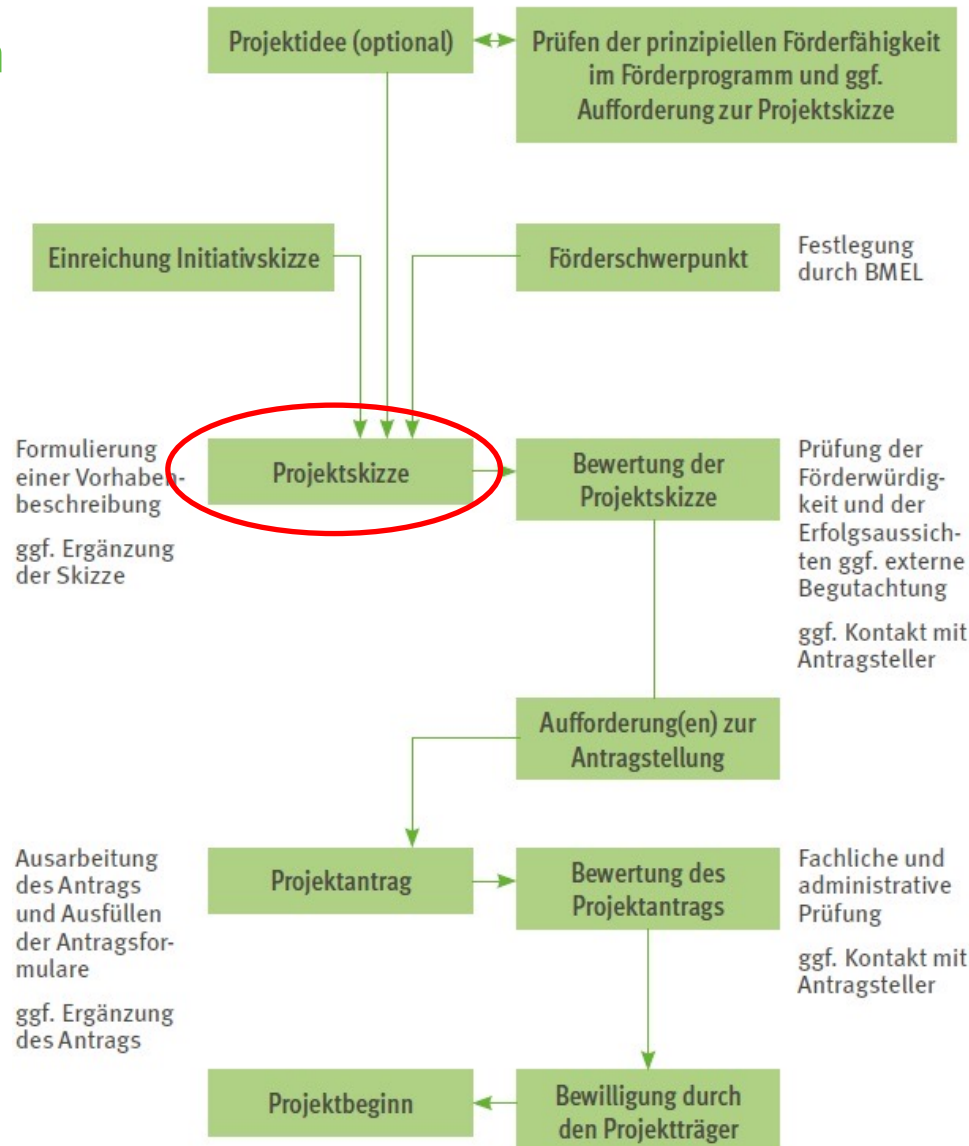 n
Projektidee (optional)
Prüfen der prinzipiellen Förderfähigkeit
im Förderprogramm und ggf.
Aufforderung zur Projektskizze
Einreichung Initiativskizze
Förderschwerpunkt
Festlegung
durch BMEL
Formulierung
einer Vorhaben-
beschreibung
ggf. Ergänzung
der Skizze
Projektskizze
Bewertung der
Projektskizze
Prüfung der
Förderwürdig-
keit und der
Erfolgsaussich-
ten ggf. externe
Begutachtung
ggf. Kontakt mit
Antragsteller
Aufforderung(en) zur
Antragstellung
Ausarbeitung
des Antrags
und Ausfüllen
der Antragsfor-
mulare
ggf. Ergänzung
des Antrags
Projektantrag
Bewertung des
Projektantrags
Fachliche und
administrative
Prüfung
ggf. Kontakt mit
Antragsteller
Projektbeginn
Bewilligung durch
den Projektträger